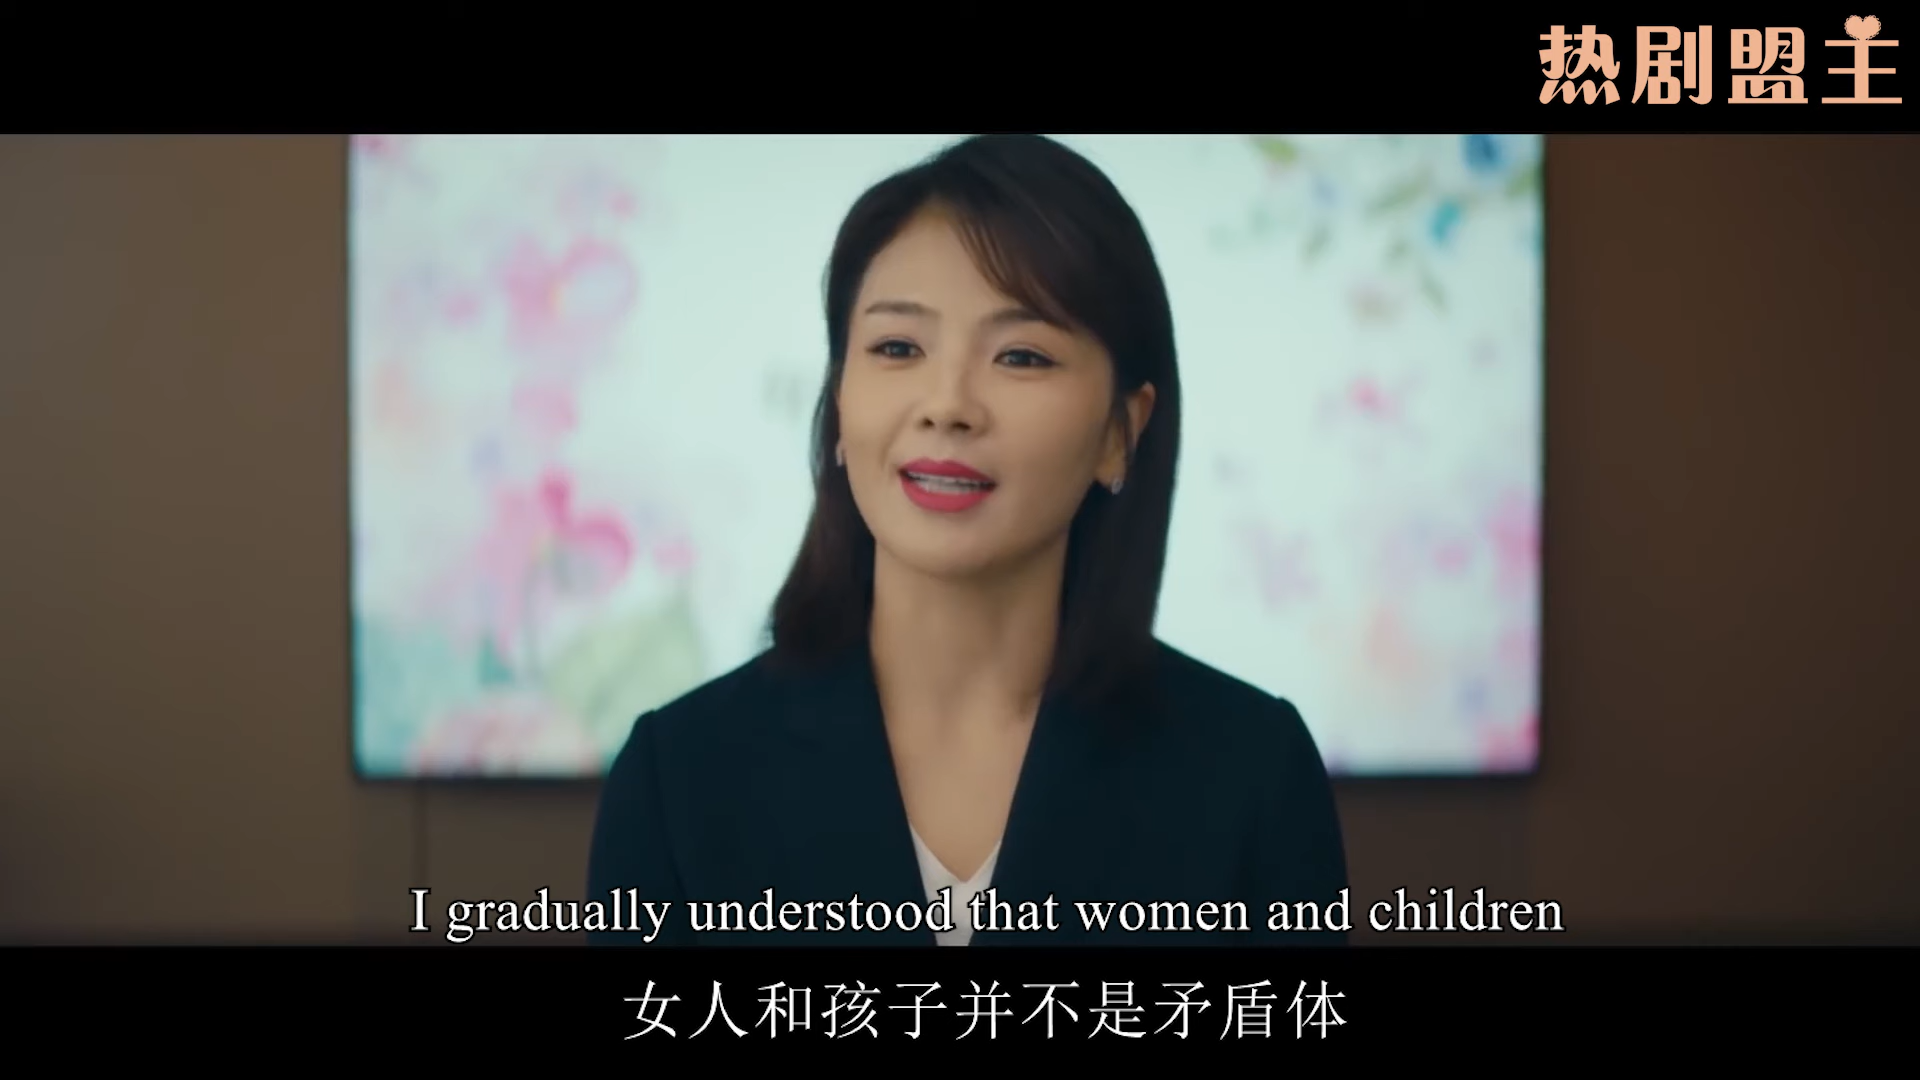 热剧盟主
I gradually understood that women and children
女人和孩子并不是矛盾体